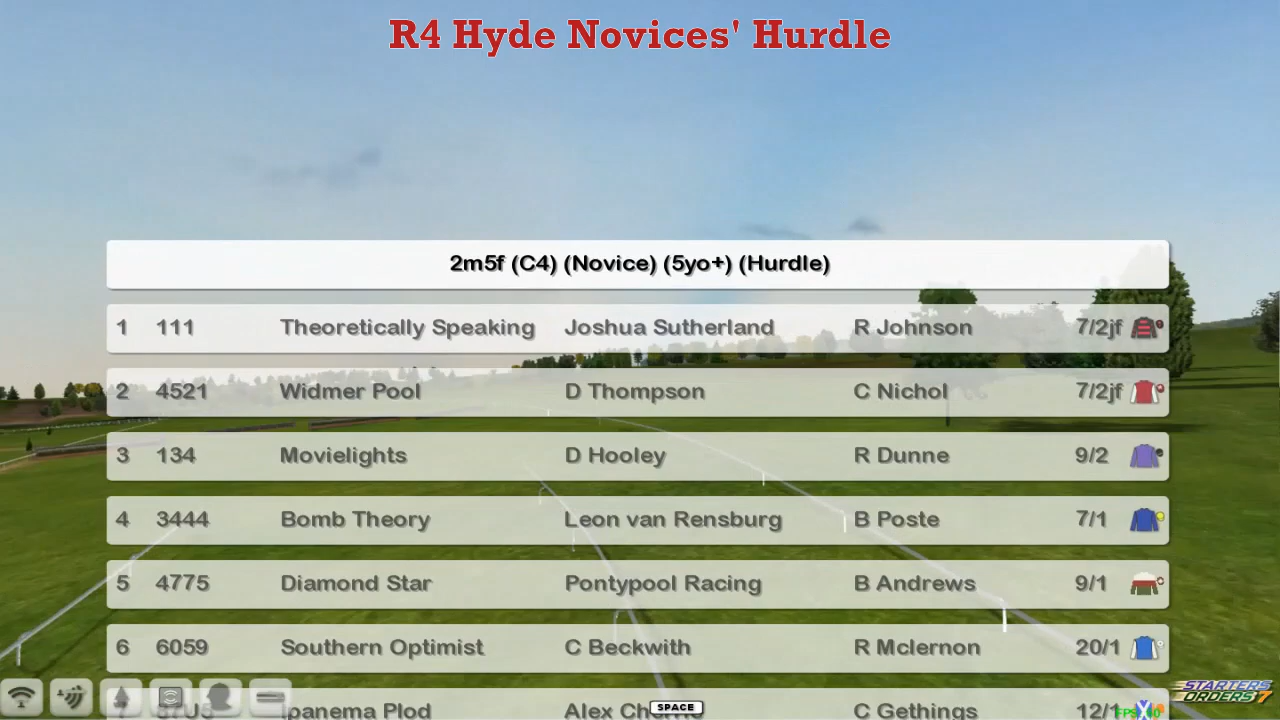 R4 Hyde Novices' Hurdle
2m5f (C4) (Novice) (5yo+) (Hurdle)
1 111 Theoretically Speaking Joshua Sutherland R Johnson 7/2jf
2 4521 Widmer Pool D Thompson C Nichol 7/2jf
3 134 Movielights D Hooley R Dunne 9/2
4 3444 Bomb Theory Leon van Rensburg B Poste 7/1
5 4775 Diamond Star Pontypool Racing B Andrews 9/1
6 6059 Southern Optimist C Beckwith R Mclernon 20/1
Plod Alex C Gethings
SPACE
STARTERS
ORDERS 7